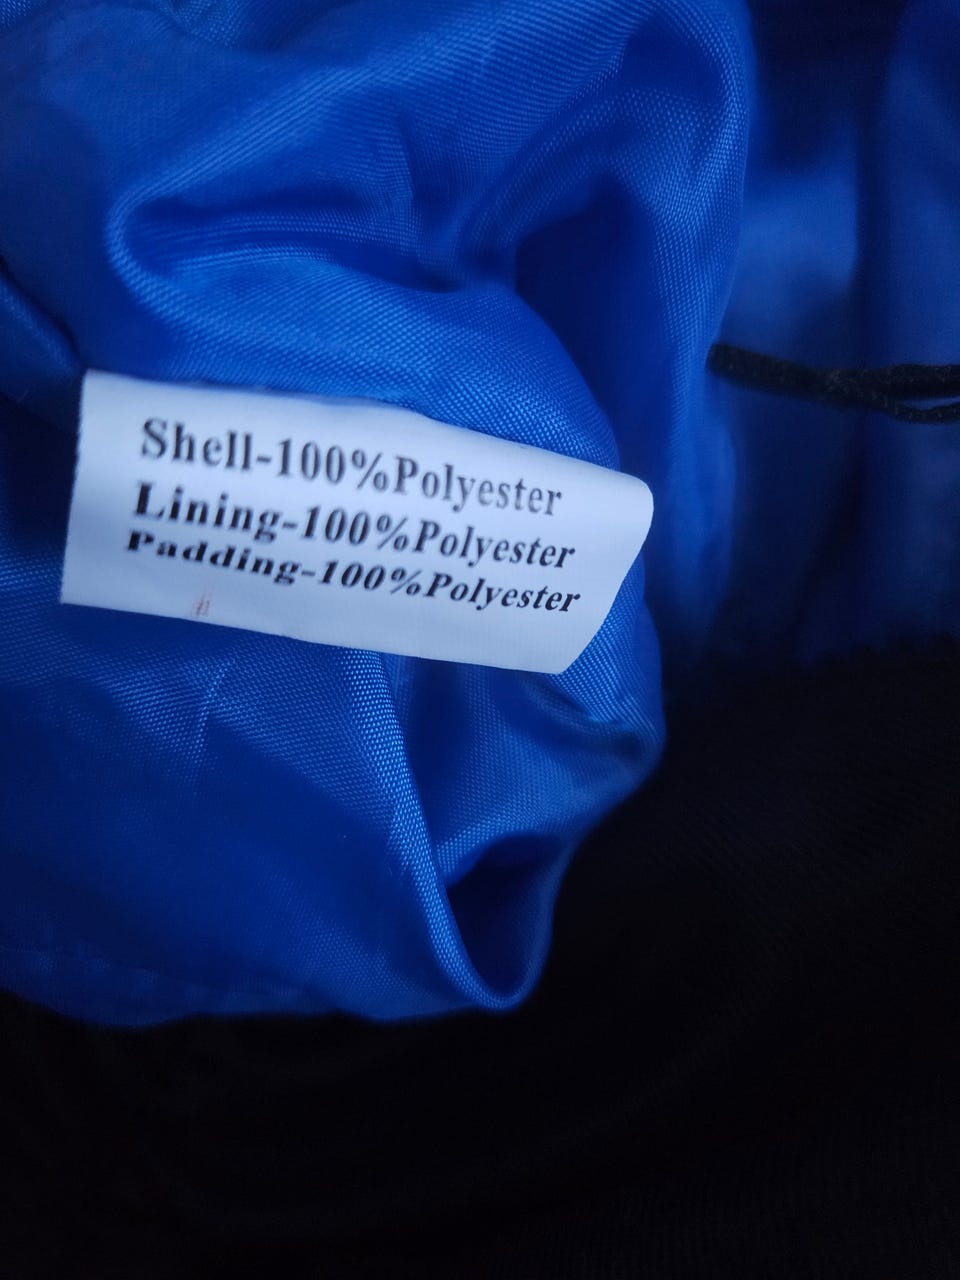 Shell-100%Polyester
Lining-100%Polyester
Padding-100%Polyester